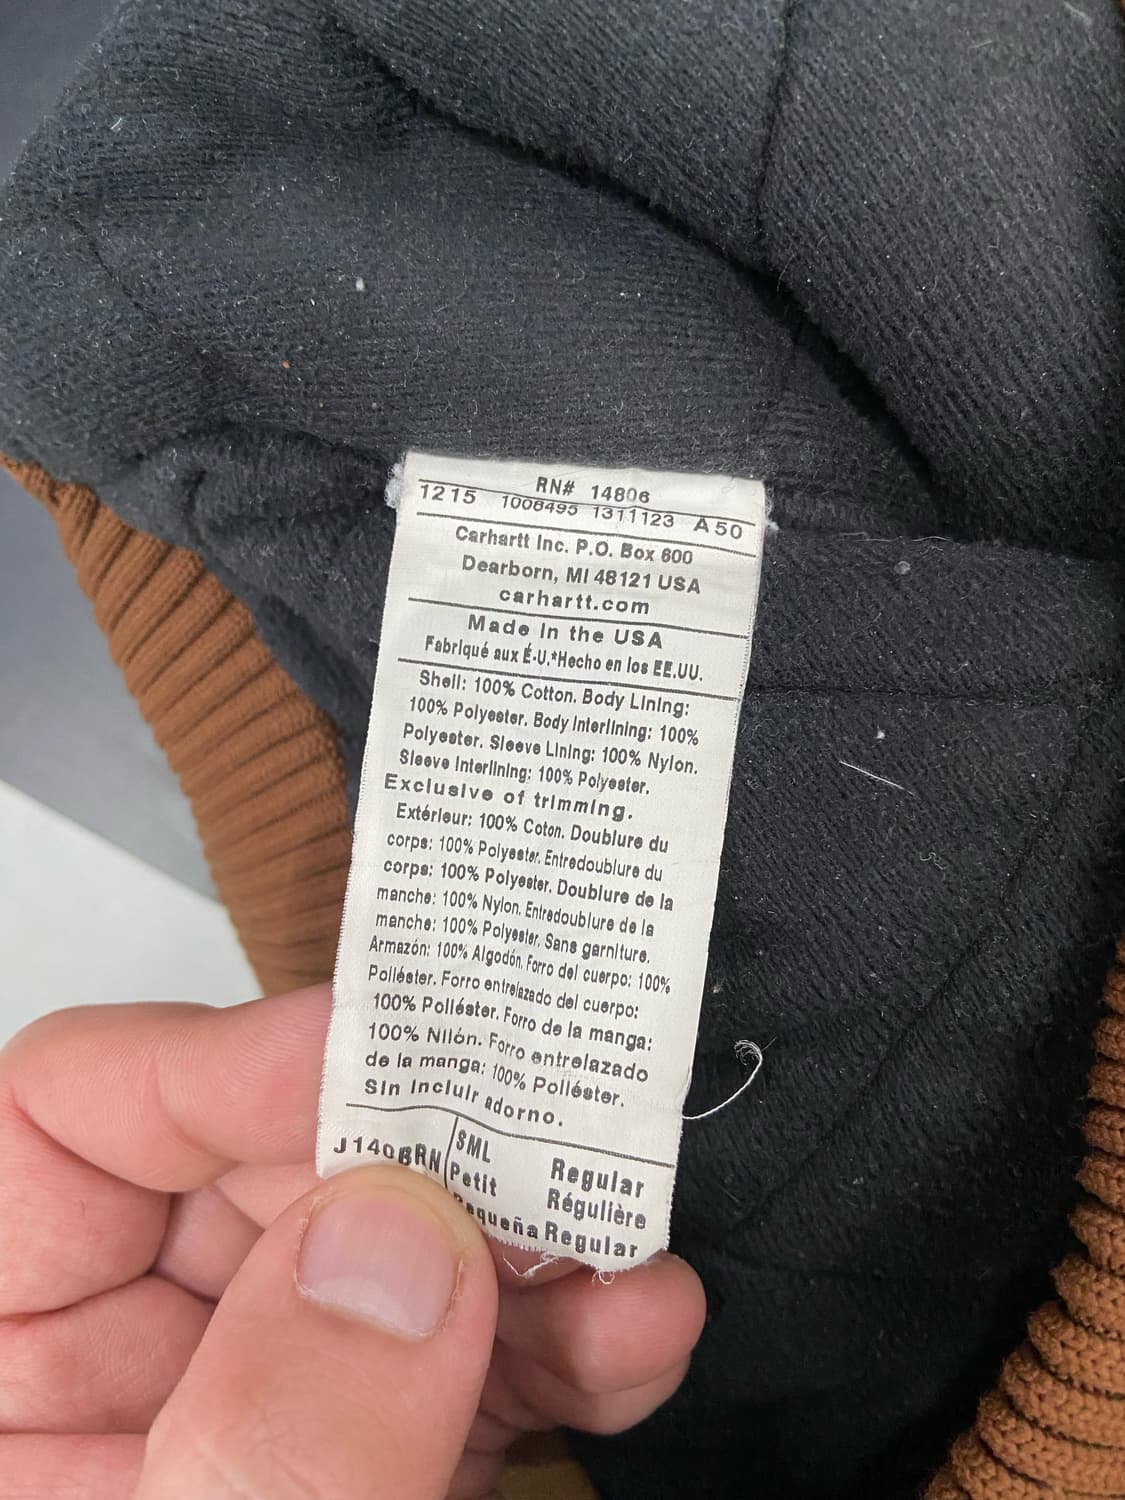 RN# 14806
1215 1008495 1311123 A50
Carhartt Inc. P.O. Box 600
Dearborn, MI 48121 USA
carhartt.com
Made in the USA
Fabriqué aux É-U.*Hecho en los EE.UU.
Shell: 100% Cotton. Body Lining:
100% Polyester. Body Interlining: 100%
Polyester. Sleeve Lining: 100% Nylon.
Sleeve Interlining: 100% Polyester.
Exclusive of trimming.
Extérieur: 100% Coton. Doublure du
corps: 100% Polyester. Entredoublure du
corps: 100% Polyester. Doublure de la
manche: 100% Nylon. Entredoublure de la
manche: 100% Polyester. Sans garniture.
Armazón: 100% Algodón. Forro del cuerpo: 100%
Poliéster. Forro entrelazado del cuerpo:
100% Poliéster. Forro de la manga:
100% Nilón. Forro entrelazado
de la manga: 100% Poliéster.
Sin incluir adorno.
SML Regular
Petit Régulière
Regular